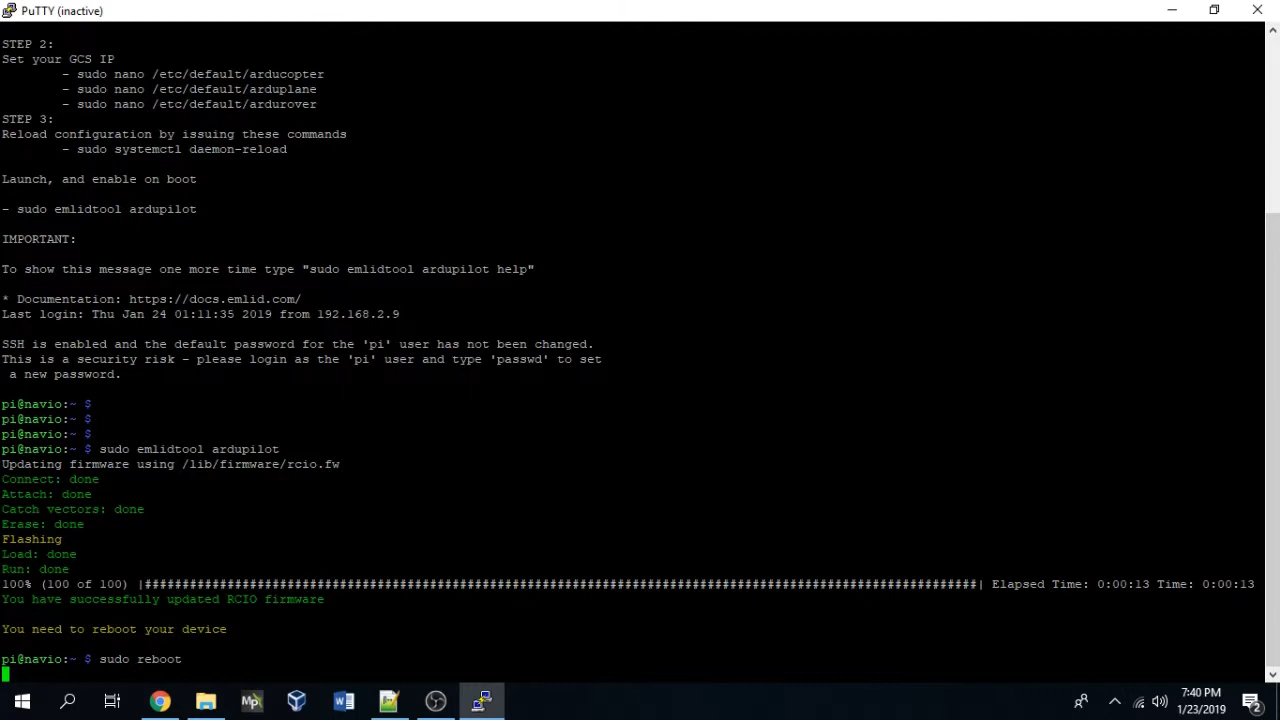 PuTTY (inactive)
STEP 2:
Set your GCS IP
- sudo nano /etc/default/arducopter
- sudo nano /etc/default/arduplane
- sudo nano /etc/default/ardurover
STEP 3:
Reload configuration by issuing these commands
- sudo systemctl daemon-reload
Launch, and enable on boot
- sudo emlidtool ardupilot
IMPORTANT:
To show this message one more time type "sudo emlidtool ardupilot help"
* Documentation: https://docs.emlid.com/
Last login: Thu Jan 24 01:11:35 2019 from 192.168.2.9
SSH is enabled and the default password for the 'pi' user has not been changed.
This is a security risk - please login as the 'pi' user and type 'passwd' to set
a new password.
pi@navio:~ $
pi@navio:~ $
pi@navio:~ $
pi@navio:~ $ sudo emlidtool ardupilot
Updating firmware using /lib/firmware/rcio.fw
Connect: done
Attach: done
Catch vectors: done
Erase: done
Flashing
Load: done
Run: done
100% (100 of 100) |###############################################################################################################| Elapsed Time: 0:00:13 Time: 0:00:13
You have successfully updated RCIO firmware
You need to reboot your device
pi@navio:~ $ sudo reboot
Mp
W
7:40 PM
1/23/2019
2